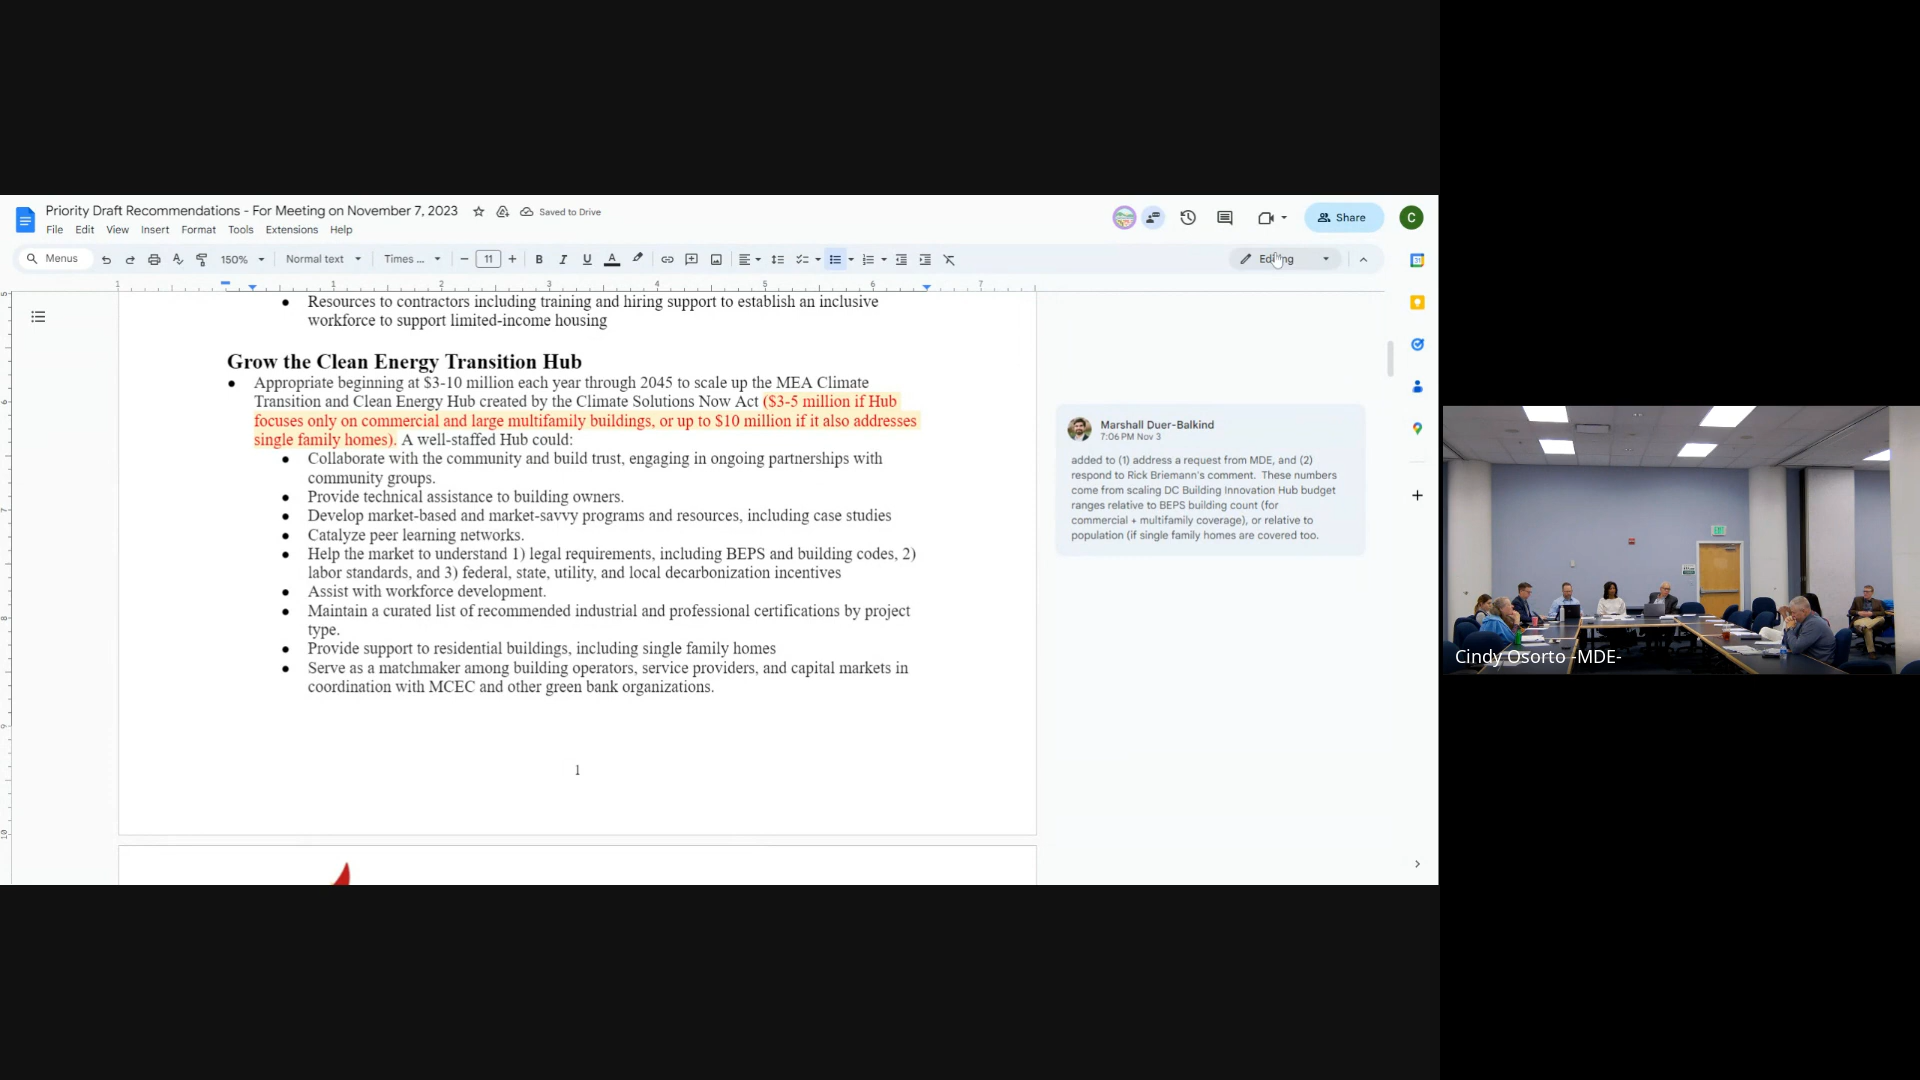 Priority Draft Recommendations - For Meeting on November 7, 2023
Saved to Drive
File Edit View Insert Format Tools Extensions Help
Share
C
Menus
150%
Normal text
Times ...
11
Editing
1 1 2 3 4 5 6 7
Resources to contractors including training and hiring support to establish an inclusive
workforce to support limited-income housing
Grow the Clean Energy Transition Hub
Appropriate beginning at $3-10 million each year through 2045 to scale up the MEA Climate
Transition and Clean Energy Hub created by the Climate Solutions Now Act ($3-5 million if Hub
focuses only on commercial and large multifamily buildings, or up to $10 million if it also addresses
single family homes). A well-staffed Hub could:
Collaborate with the community and build trust, engaging in ongoing partnerships with
community groups.
Provide technical assistance to building owners.
Develop market-based and market-savvy programs and resources, including case studies
Catalyze peer learning networks.
Help the market to understand 1) legal requirements, including BEPS and building codes, 2)
labor standards, and 3) federal, state, utility, and local decarbonization incentives
Assist with workforce development.
Maintain a curated list of recommended industrial and professional certifications by project
type.
Provide support to residential buildings, including single family homes
Serve as a matchmaker among building operators, service providers, and capital markets in
coordination with MCEC and other green bank organizations.
1
Marshall Duer-Balkind
7:06 PM Nov 3
added to (1) address a request from MDE, and (2)
respond to Rick Briemann's comment. These numbers
come from scaling DC Building Innovation Hub budget
ranges relative to BEPS building count (for
commercial + multifamily coverage), or relative to
population (if single family homes are covered too.
Cindy Osorto -MDE-